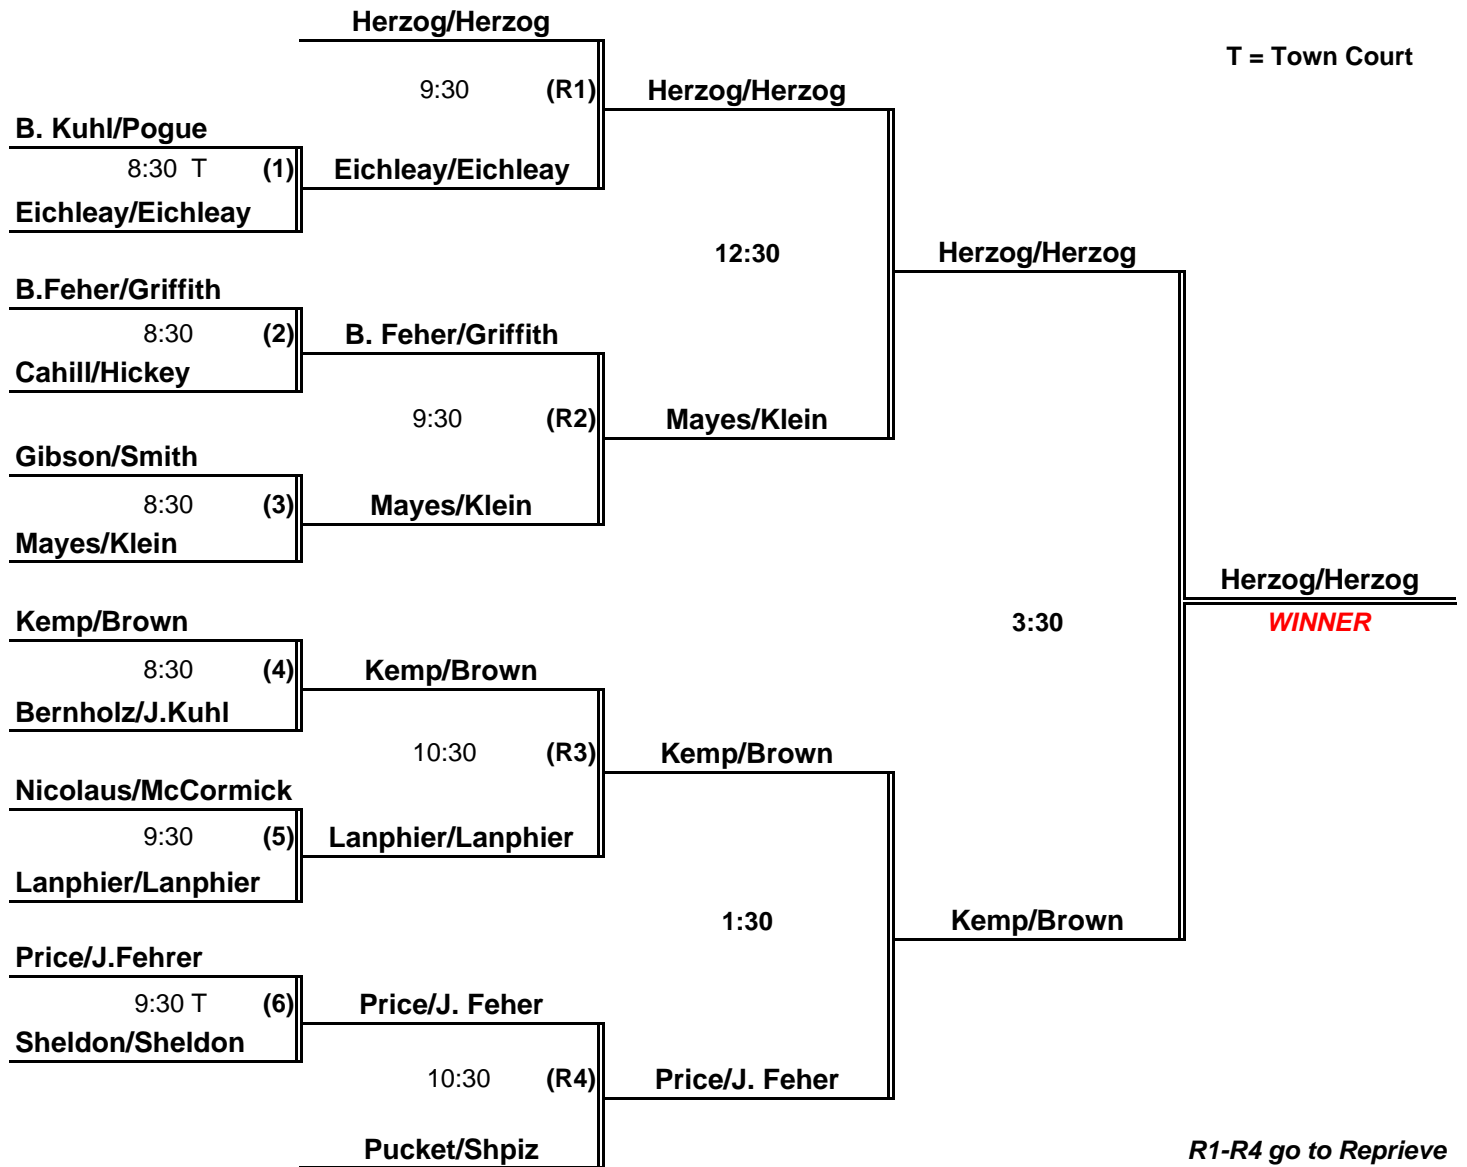 Herzog/Herzog
T = Town Court
9:30 (R1) Herzog/Herzog
B. Kuhl/Pogue
8:30 T (1) Eichleay/Eichleay
Eichleay/Eichleay
12:30 Herzog/Herzog
B.Feher/Griffith
8:30 (2) B. Feher/Griffith
Cahill/Hickey
9:30 (R2) Mayes/Klein
Gibson/Smith
8:30 (3) Mayes/Klein
Mayes/Klein
Herzog/Herzog
Kemp/Brown 3:30 WINNER
8:30 (4) Kemp/Brown
Bernholz/J.Kuhl
10:30 (R3) Kemp/Brown
Nicolaus/McCormick
9:30 (5) Lanphier/Lanphier
Lanphier/Lanphier
1:30 Kemp/Brown
Price/J.Fehrer
9:30 T (6) Price/J. Feher
Sheldon/Sheldon
10:30 (R4) Price/J. Feher
Pucket/Shpiz R1-R4 go to Reprieve